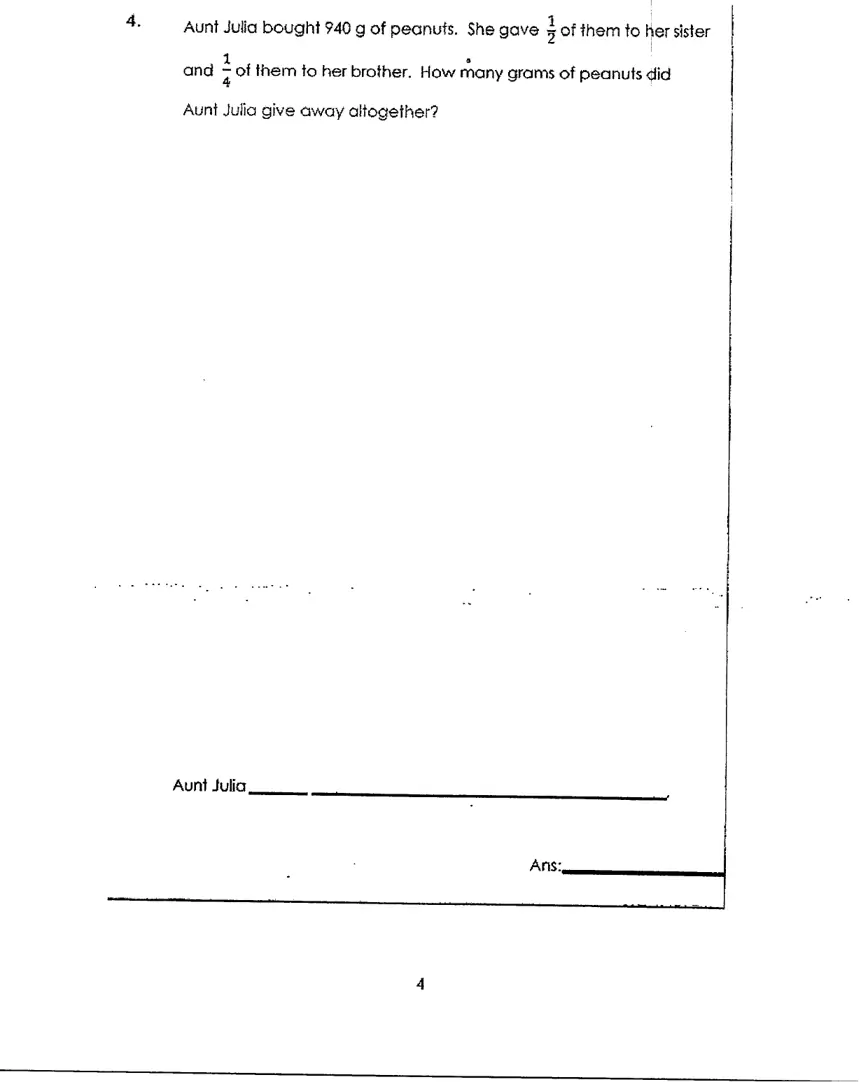 4. Aunt Julia bought 940 g of peanuts. She gave 1/2 of them to her sister
and 1/4 of them to her brother. How many grams of peanuts did
Aunt Julia give away altogether?
Aunt Julia
Ans:
4